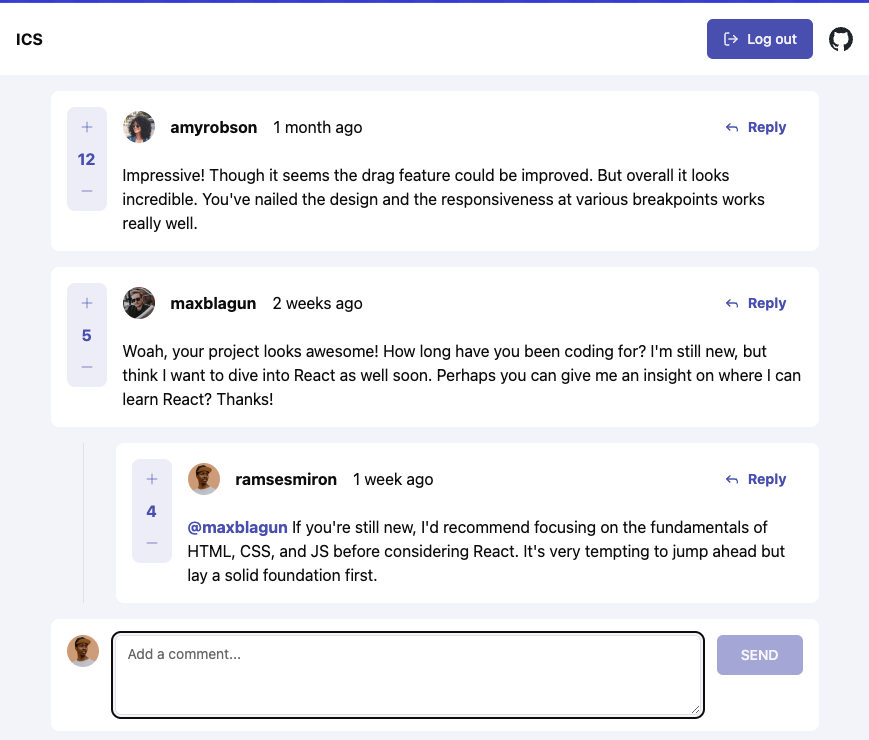 ICS
Log out
+
12
−
amyrobson 1 month ago
Reply
Impressive! Though it seems the drag feature could be improved. But overall it looks
incredible. You've nailed the design and the responsiveness at various breakpoints works
really well.
+
5
−
maxblagun 2 weeks ago
Reply
Woah, your project looks awesome! How long have you been coding for? I'm still new, but
think I want to dive into React as well soon. Perhaps you can give me an insight on where I can
learn React? Thanks!
+
4
−
ramsesmiron 1 week ago
Reply
@maxblagun If you're still new, I'd recommend focusing on the fundamentals of
HTML, CSS, and JS before considering React. It's very tempting to jump ahead but
lay a solid foundation first.
Add a comment...
SEND